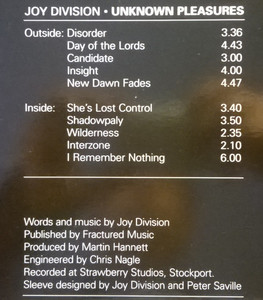 JOY DIVISION • UNKNOWN PLEASURES
Outside: Disorder 3.36
Day of the Lords 4.43
Candidate 3.00
Insight 4.00
New Dawn Fades 4.47
Inside: She's Lost Control 3.40
Shadowpaly 3.50
Wilderness 2.35
Interzone 2.10
I Remember Nothing 6.00
Words and music by Joy Division
Published by Fractured Music
Produced by Martin Hannett
Engineered by Chris Nagle
Recorded at Strawberry Studios, Stockport.
Sleeve designed by Joy Division and Peter Saville